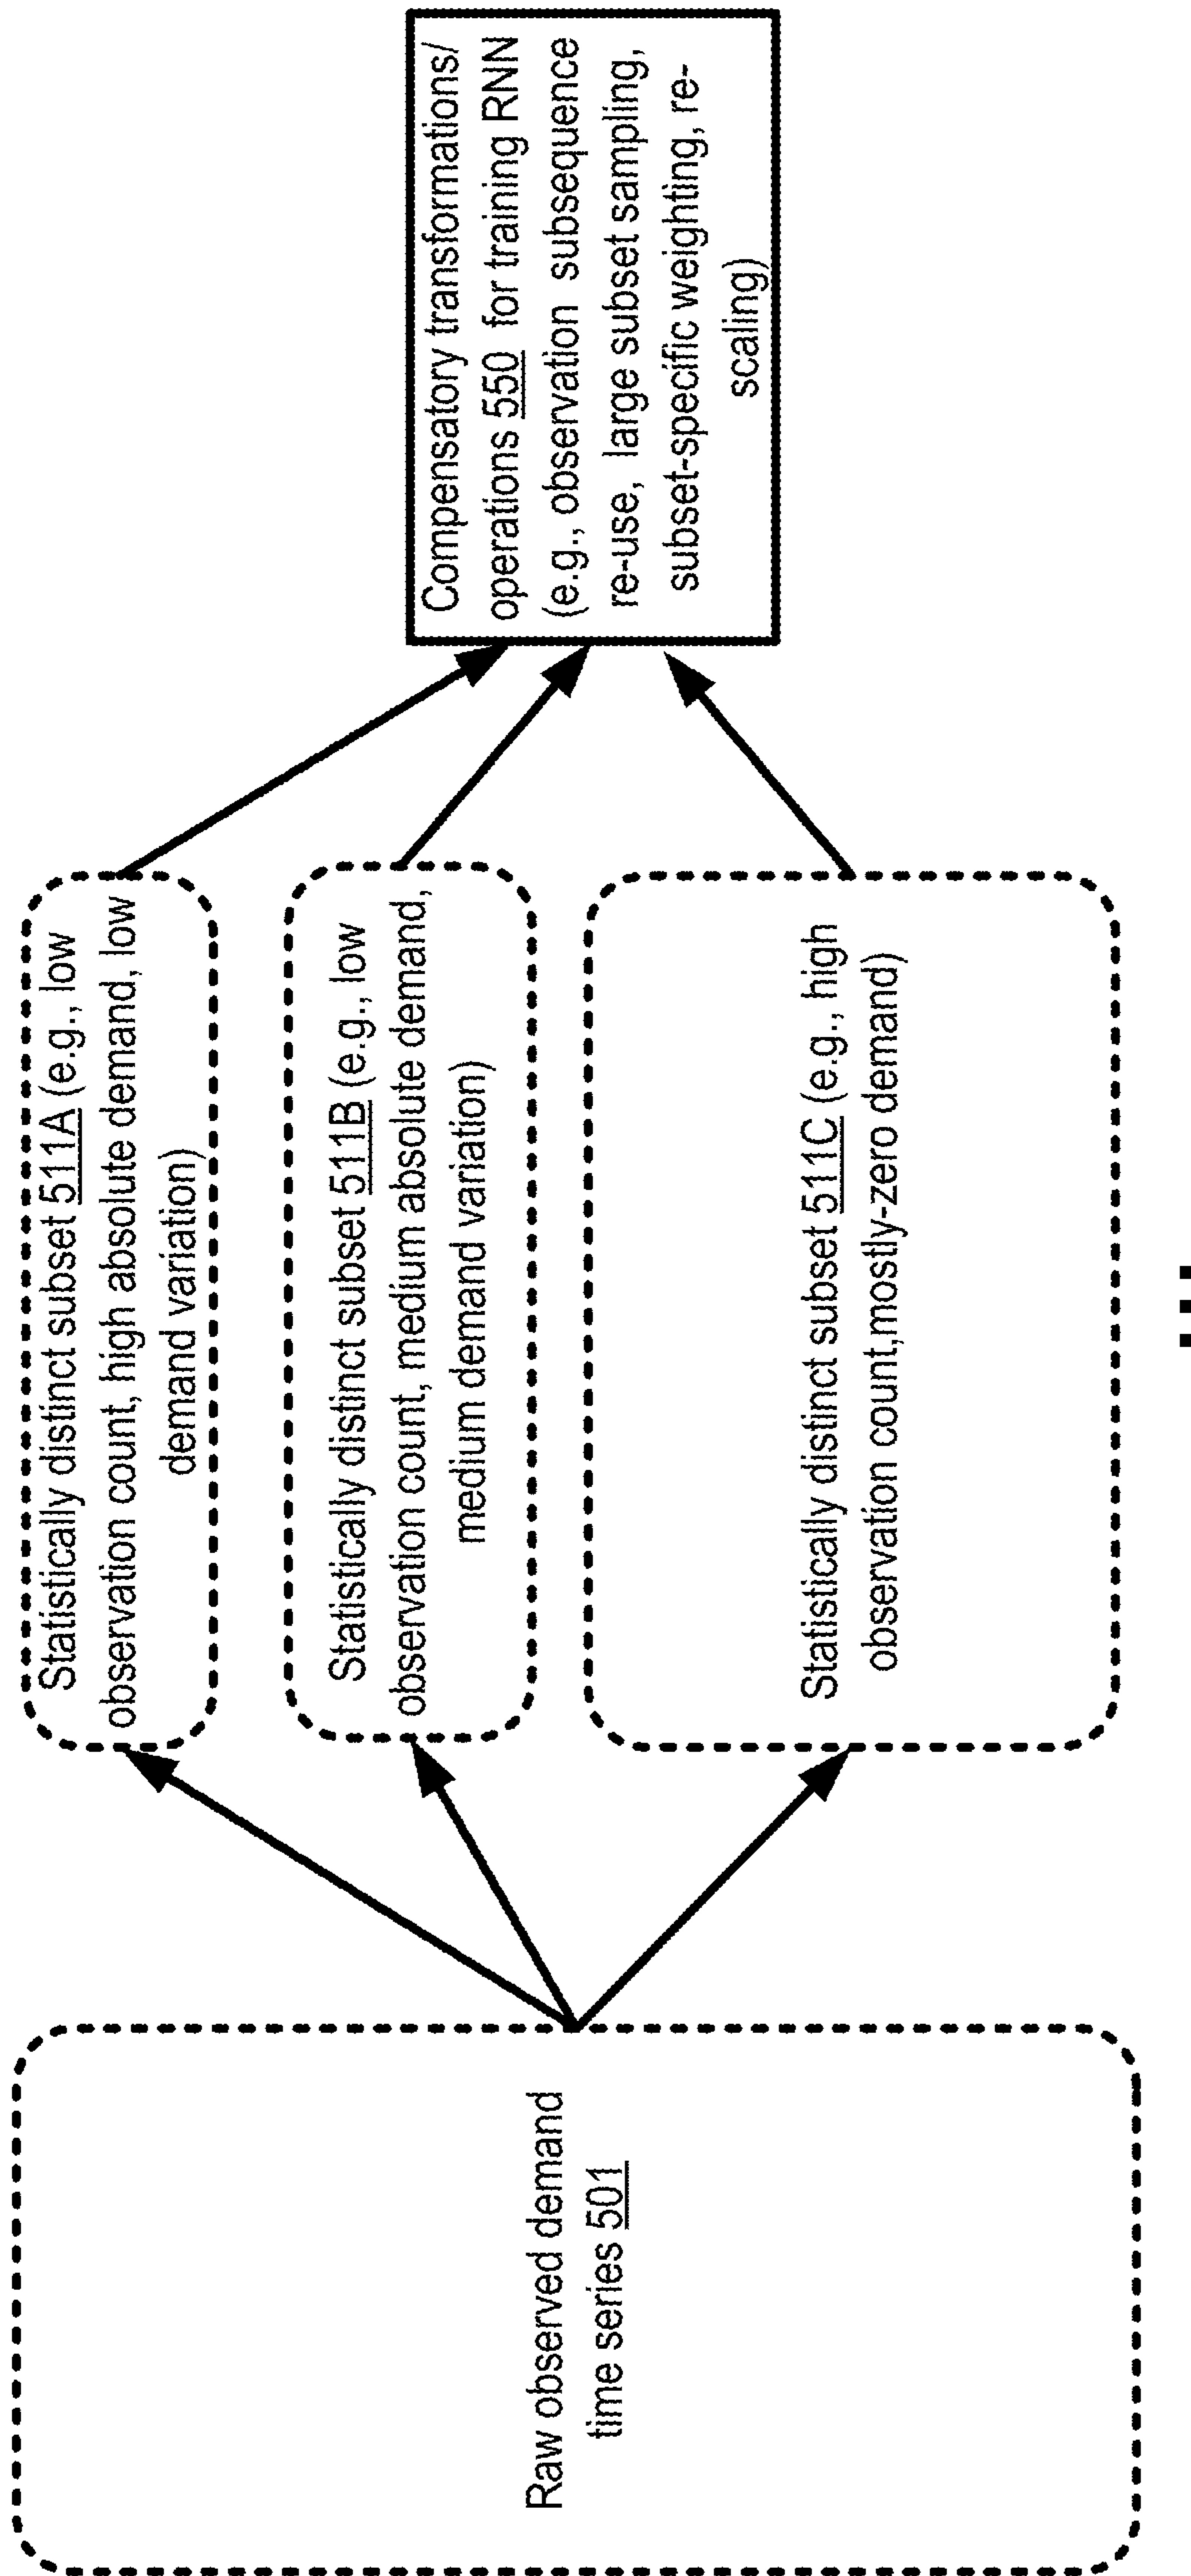 Raw observed demand
time series 501
Statistically distinct subset 511A (e.g., low
observation count, high absolute demand, low
demand variation)
Statistically distinct subset 511B (e.g., low
observation count, medium absolute demand,
medium demand variation)
Statistically distinct subset 511C (e.g., high
observation count,mostly-zero demand)
Compensatory transformations/
operations 550 for training RNN
(e.g., observation subsequence
re-use, large subset sampling,
subset-specific weighting, re-
scaling)